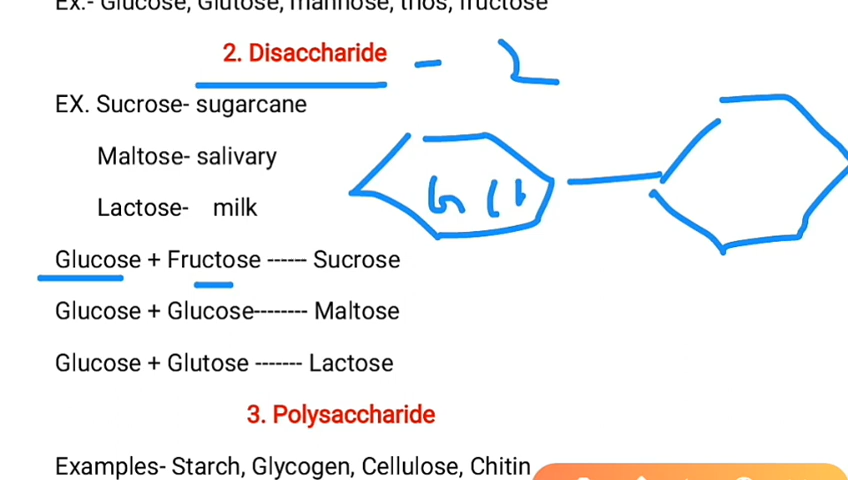 Ex.- Glucose, Glutose, mannose, trios, fructose
2. Disaccharide - 2
EX. Sucrose- sugarcane
Maltose- salivary
Lactose- milk
Glucose + Fructose ------ Sucrose
Glucose + Glucose-------- Maltose
Glucose + Glutose ------- Lactose
3. Polysaccharide
Examples- Starch, Glycogen, Cellulose, Chitin